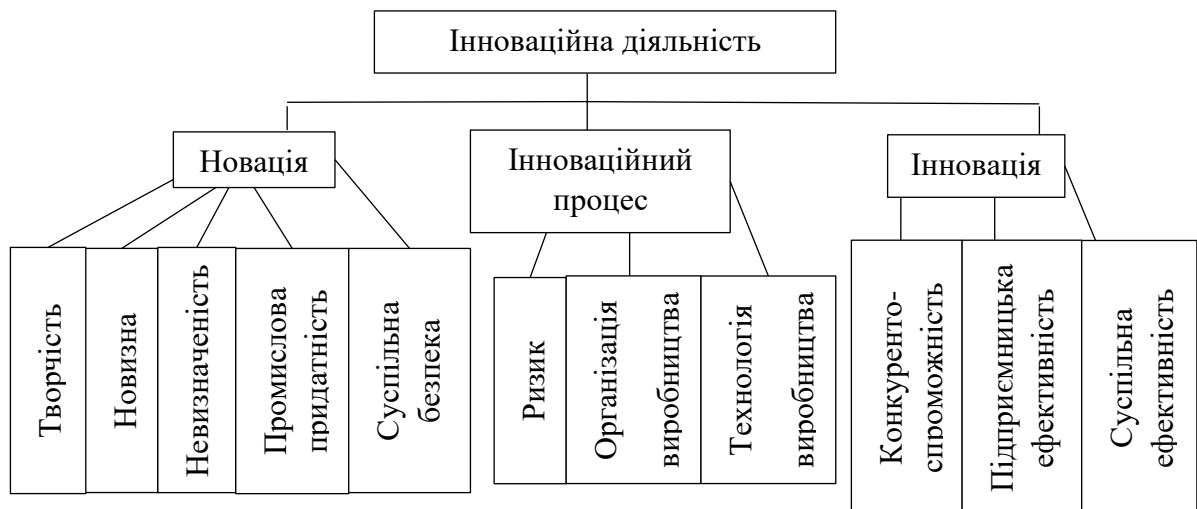 Інноваційна діяльність
Новація
Інноваційний
процес
Інновація
Творчість
Новизна
Невизначеність
Промислова
придатність
Суспільна
безпека
Ризик
Організація
виробництва
Технологія
виробництва
Конкуренто-
спроможність
Підприємницька
ефективність
Суспільна
ефективність